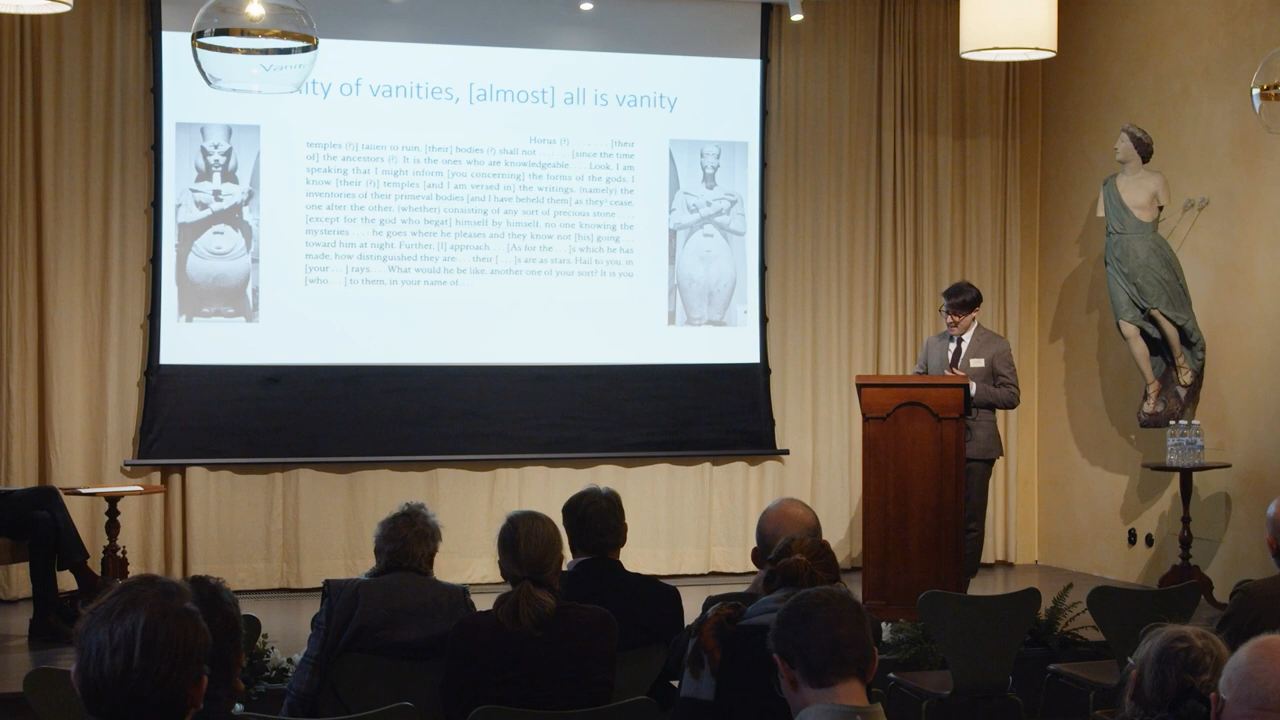 Vanity of vanities, [almost] all is vanity
Horus (?) . . . . . . . [their
temples (?)] fallen to ruin, [their] bodies (?) shall not . . . . . [since the time
of] the ancestors (?). It is the ones who are knowledgeable. . . . Look, I am
speaking that I might inform [you concerning] the forms of the gods. I
know [their (?)] temples [and I am versed in] the writings, (namely) the
inventories of their primeval bodies [and I have beheld them] as they cease,
one after the other, (whether) consisting of any sort of precious stone . . . .
[except for the god who begat] himself by himself, no one knowing the
mysteries . . . . : he goes where he pleases and they know not [his] going . . .
toward him at night. Further, [I] approach . . . . [As for the . . . ]s which he has
made, how distinguished they are . . . . their [ . . . ]s are as stars. Hail to you, in
[your . . . ] rays. . . . What would he be like, another one of your sort? It is you
[who . . . ] to them, in your name of . . .